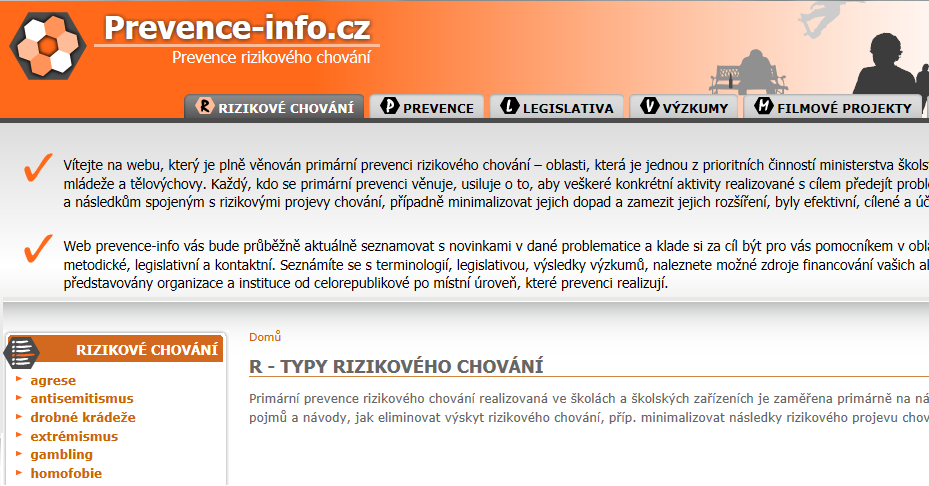 Prevence-info.cz
Prevence rizikového chování
R RIZIKOVÉ CHOVÁNÍ P PREVENCE L LEGISLATIVA V VÝZKUMY M FILMOVÉ PROJEKTY
Vítejte na webu, který je plně věnován primární prevenci rizikového chování – oblasti, která je jednou z prioritních činností ministerstva
mládeže a tělovýchovy. Každý, kdo se primární prevenci věnuje, usiluje o to, aby veškeré konkrétní aktivity realizované s cílem předejít
a následkům spojeným s rizikovými projevy chování, případně minimalizovat jejich dopad a zamezit jejich rozšíření, byly efektivní, cílené a
Web prevence-info vás bude průběžně aktuálně seznamovat s novinkami v dané problematice a klade si za cíl být pro vás pomocníkem v
metodické, legislativní a kontaktní. Seznámíte se s terminologií, legislativou, výsledky výzkumů, naleznete možné zdroje financování vašich
představovány organizace a instituce od celorepublikové po místní úroveň, které prevenci realizují.
RIZIKOVÉ CHOVÁNÍ
agrese
antisemitismus
drobné krádeže
extrémismus
gambling
homofobie
Domů
R - TYPY RIZIKOVÉHO CHOVÁNÍ
Primární prevence rizikového chování realizovaná ve školách a školských zařízeních je zaměřena primárně na
pojmů a návody, jak eliminovat výskyt rizikového chování, příp. minimalizovat následky rizikového projevu